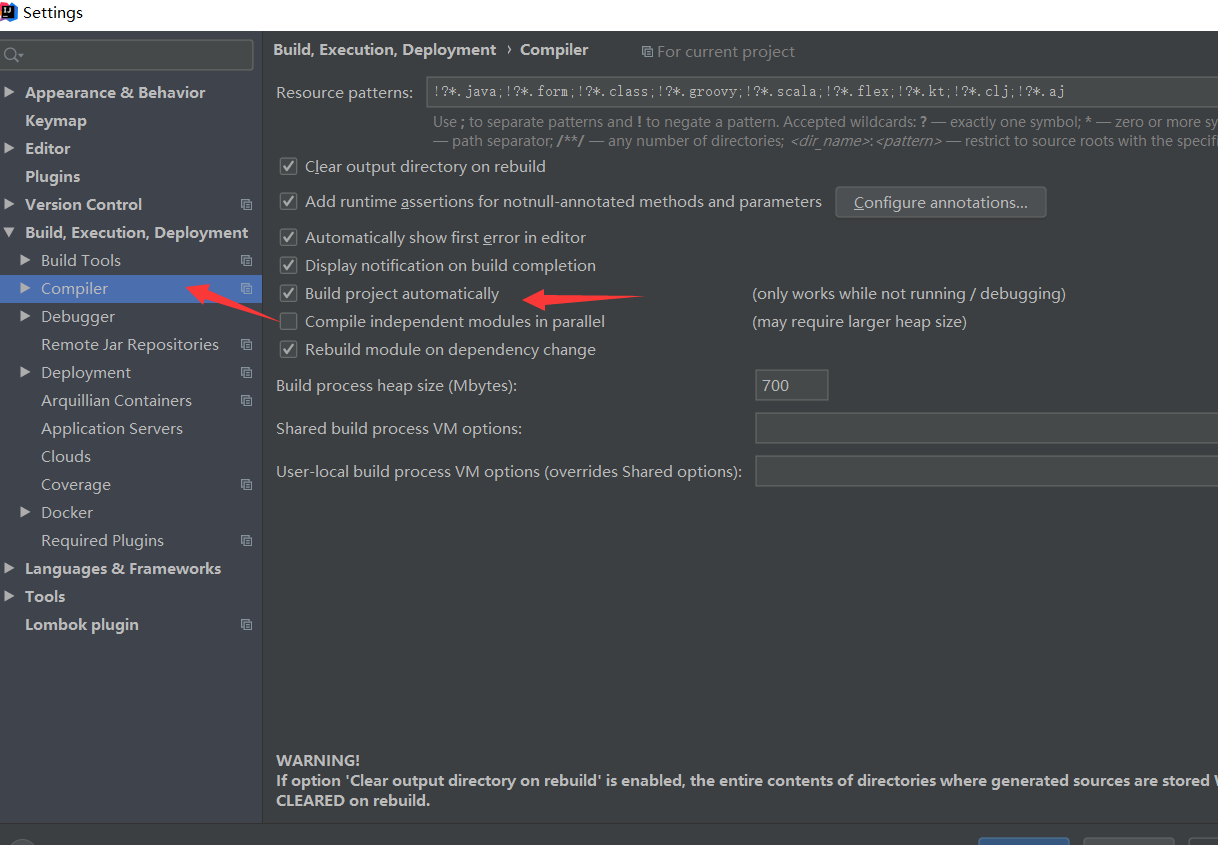 Settings
Build, Execution, Deployment › Compiler
For current project
Appearance & Behavior
Keymap
Editor
Plugins
Version Control
Build, Execution, Deployment
Build Tools
Compiler
Debugger
Remote Jar Repositories
Deployment
Arquillian Containers
Application Servers
Clouds
Coverage
Docker
Required Plugins
Languages & Frameworks
Tools
Lombok plugin
Resource patterns: !?*.java;!?*.form;!?*.class;!?*.groovy;!?*.scala;!?*.flex;!?*.kt;!?*.clj;!?*.aj
Use ; to separate patterns and ! to negate a pattern. Accepted wildcards: ? — exactly one symbol; * — zero or more sy
— path separator; /**/ — any number of directories; <dir_name>:<pattern> — restrict to source roots with the specifi
Clear output directory on rebuild
Add runtime assertions for notnull-annotated methods and parameters Configure annotations...
Automatically show first error in editor
Display notification on build completion
Build project automatically (only works while not running / debugging)
Compile independent modules in parallel (may require larger heap size)
Rebuild module on dependency change
Build process heap size (Mbytes): 700
Shared build process VM options:
User-local build process VM options (overrides Shared options):
WARNING!
If option 'Clear output directory on rebuild' is enabled, the entire contents of directories where generated sources are stored W
CLEARED on rebuild.